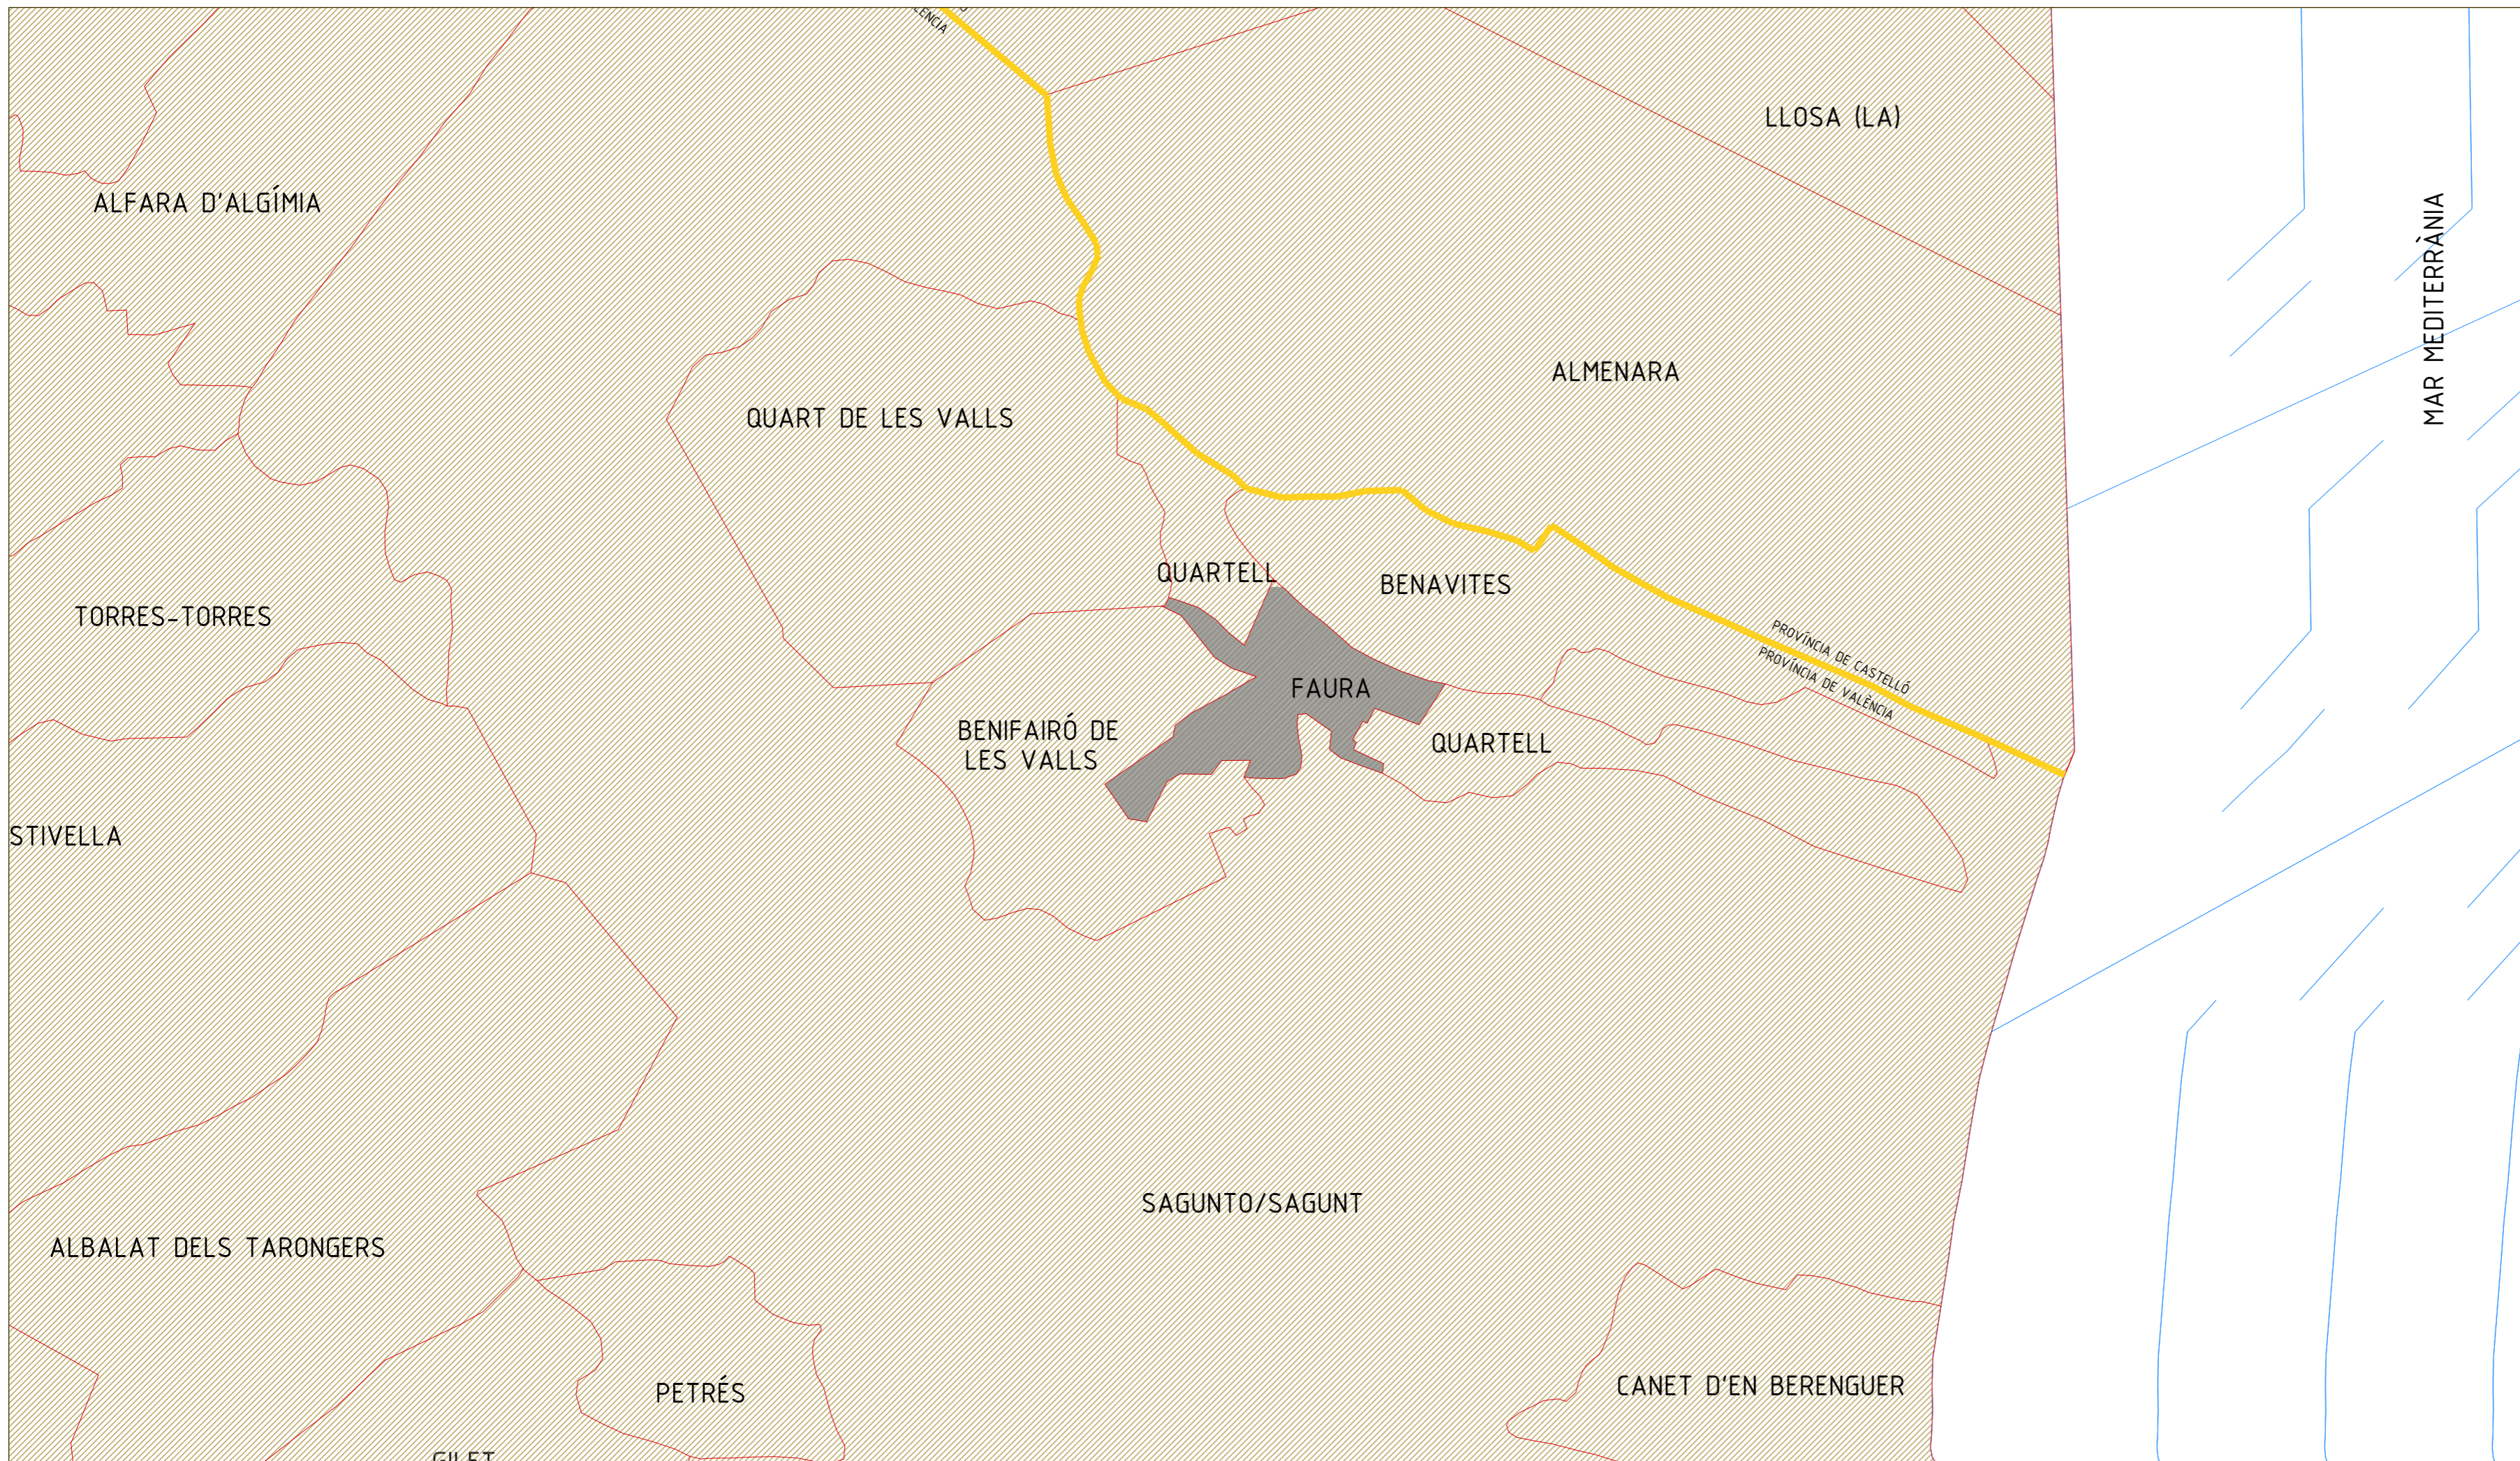 LLOSA (LA)
ALFARA D'ALGÍMIA
MAR MEDITERRÀNIA
ALMENARA
QUART DE LES VALLS
QUARTELL
BENAVITES
TORRES-TORRES
PROVÍNCIA DE CASTELLÓ
PROVÍNCIA DE VALÈNCIA
FAURA
BENIFAIRÓ DE
LES VALLS
QUARTELL
STIVELLA
SAGUNTO/SAGUNT
ALBALAT DELS TARONGERS
PETRÉS
CANET D'EN BERENGUER
GILET